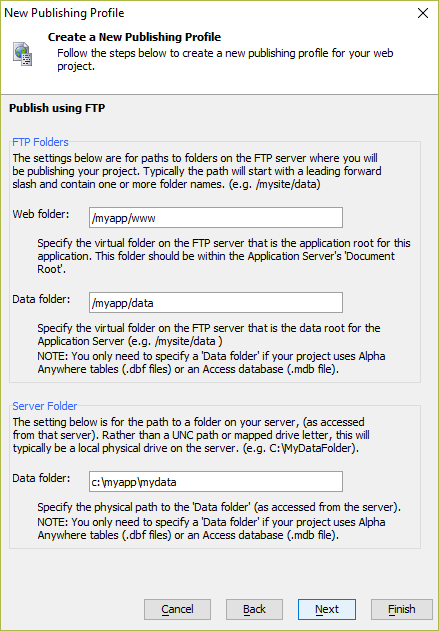 New Publishing Profile
Create a New Publishing Profile
Follow the steps below to create a new publishing profile for your web
project.
Publish using FTP
FTP Folders
The settings below are for paths to folders on the FTP server where you will
be publishing your project. Typically the path will start with a leading forward
slash and contain one or more folder names. (e.g. /mysite/data)
Web folder:
/myapp/www
Specify the virtual folder on the FTP server that is the application root for this
application. This folder should be within the Application Server's 'Document
Root'.
Data folder:
/myapp/data
Specify the virtual folder on the FTP server that is the data root for the
Application Server (e.g. /mysite/data )
NOTE: You only need to specify a 'Data folder' if your project uses Alpha
Anywhere tables (.dbf files) or an Access database (.mdb file).
Server Folder
The setting below is for the path to a folder on your server, (as accessed
from that server). Rather than a UNC path or mapped drive letter, this will
typically be a local physical drive on the server. (e.g. C:\MyDataFolder).
Data folder:
c:\myapp\mydata
Specify the physical path to the 'Data folder' (as accessed from the server).
NOTE: You only need to specify a 'Data folder' if your project uses Alpha
Anywhere tables (.dbf files) or an Access database (.mdb file).
Cancel
Back
Next
Finish